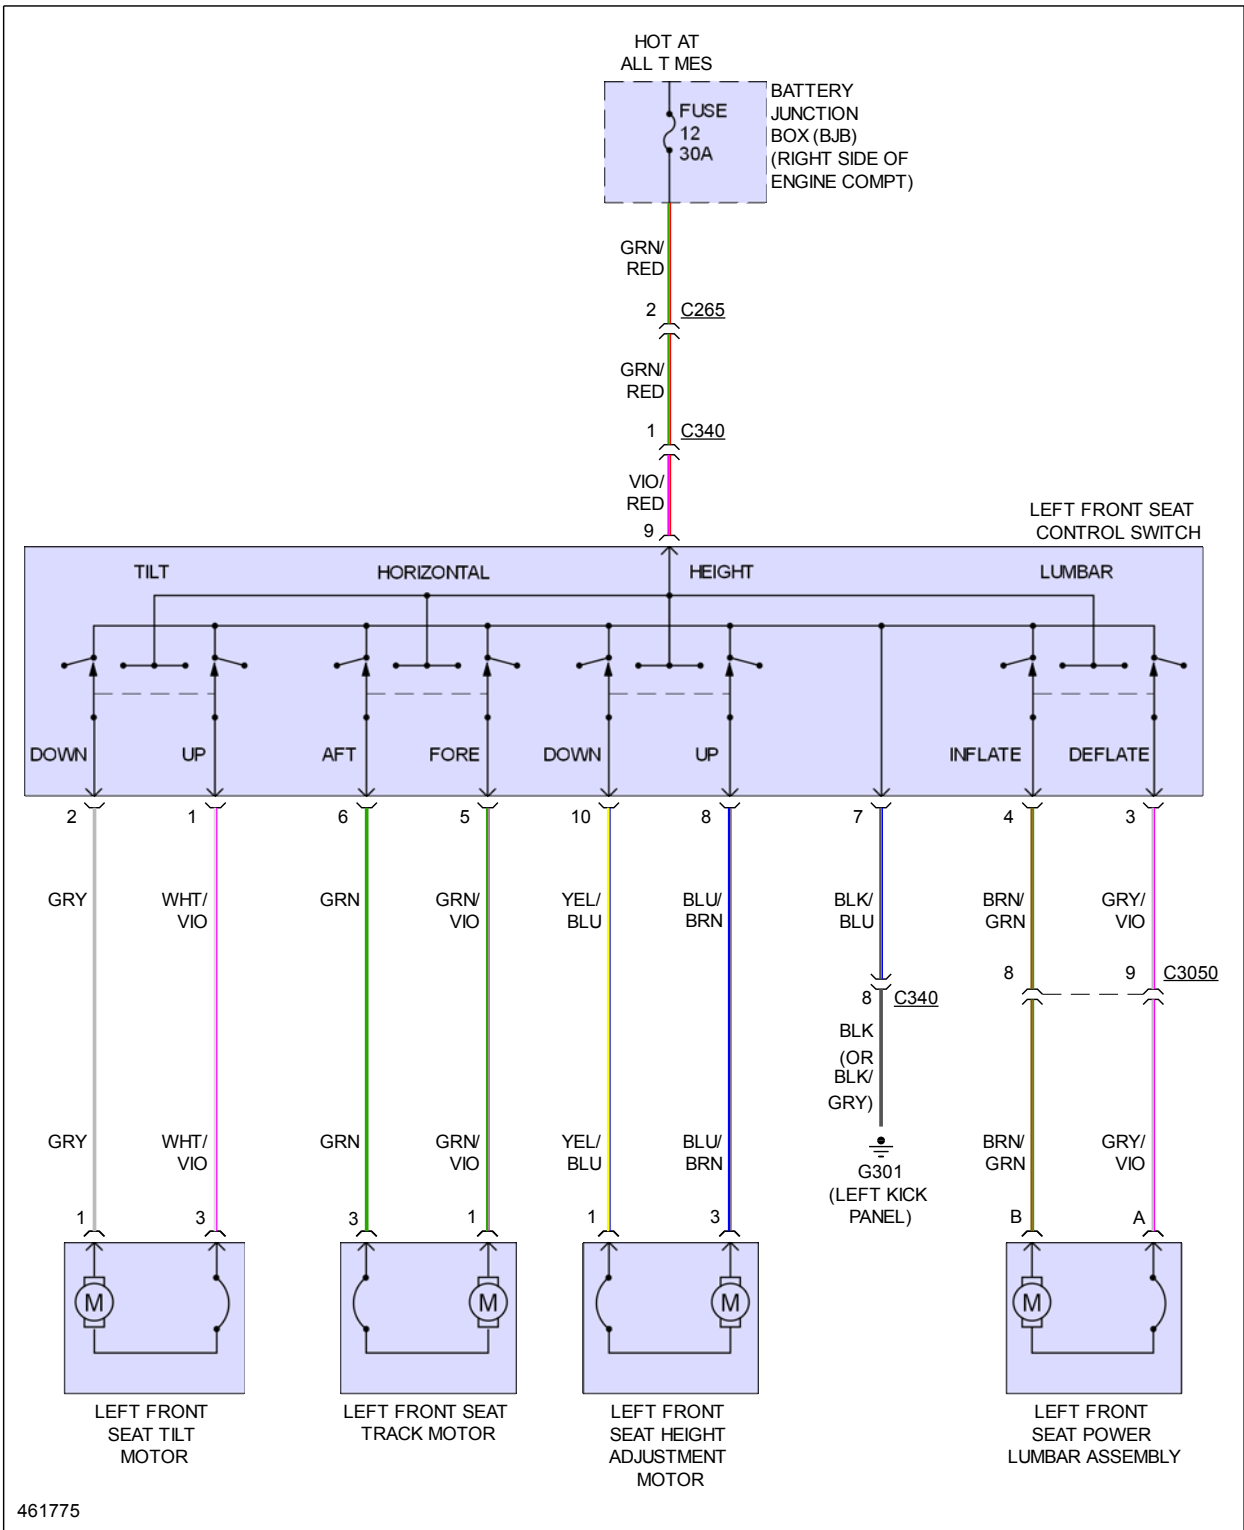 HOT AT
ALL T MES
FUSE
12
30A
BATTERY
JUNCTION
BOX (BJB)
(RIGHT SIDE OF
ENGINE COMPT)
GRN/
RED
2 C265
GRN/
RED
1 C340
VIO/
RED
9
LEFT FRONT SEAT
CONTROL SWITCH
TILT HORIZONTAL HEIGHT LUMBAR
DOWN UP AFT FORE DOWN UP INFLATE DEFLATE
2 1 6 5 10 8 7 4 3
GRY
WHT/
VIO
GRN
GRN/
VIO
YEL/
BLU
BLU/
BRN
BLK/
BLU
BRN/
GRN
GRY/
VIO
8 9 C3050
8 C340
BLK
(OR
BLK/
GRY)
GRY
WHT/
VIO
GRN
GRN/
VIO
YEL/
BLU
BLU/
BRN
G301
(LEFT KICK
PANEL)
BRN/
GRN
GRY/
VIO
1 3 3 1 1 3 B A
M M M M
LEFT FRONT
SEAT TILT
MOTOR
LEFT FRONT SEAT
TRACK MOTOR
LEFT FRONT
SEAT HEIGHT
ADJUSTMENT
MOTOR
LEFT FRONT
SEAT POWER
LUMBAR ASSEMBLY
461775